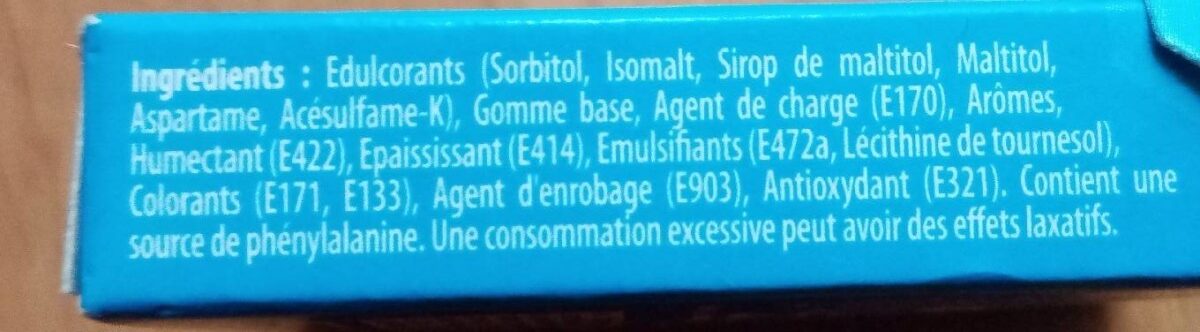 Ingrédients : Edulcorants (Sorbitol, Isomalt, Sirop de maltitol, Maltitol,
Aspartame, Acésulfame-K), Gomme base, Agent de charge (E170), Arômes,
Humectant (E422), Epaississant (E414), Emulsifiants (E472a, Lécithine de tournesol),
Colorants (E171, E133), Agent d'enrobage (E903), Antioxydant (E321). Contient une
source de phénylalanine. Une consommation excessive peut avoir des effets laxatifs.